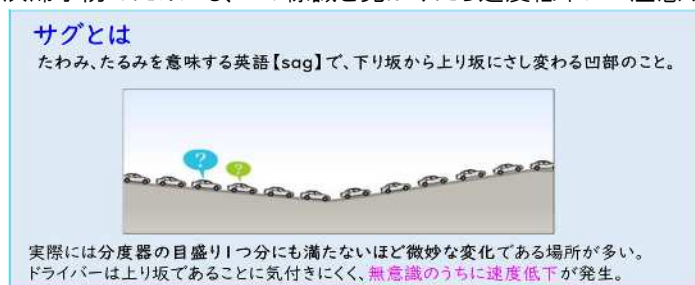 サグとは
たわみ、たるみを意味する英語【sag】で、下り坂から上り坂にさし変わる凹部のこと。
? ?
実際には分度器の目盛り1つ分にも満たないほど微妙な変化である場所が多い。
ドライバーは上り坂であることに気付きにくく、無意識のうちに速度低下が発生。